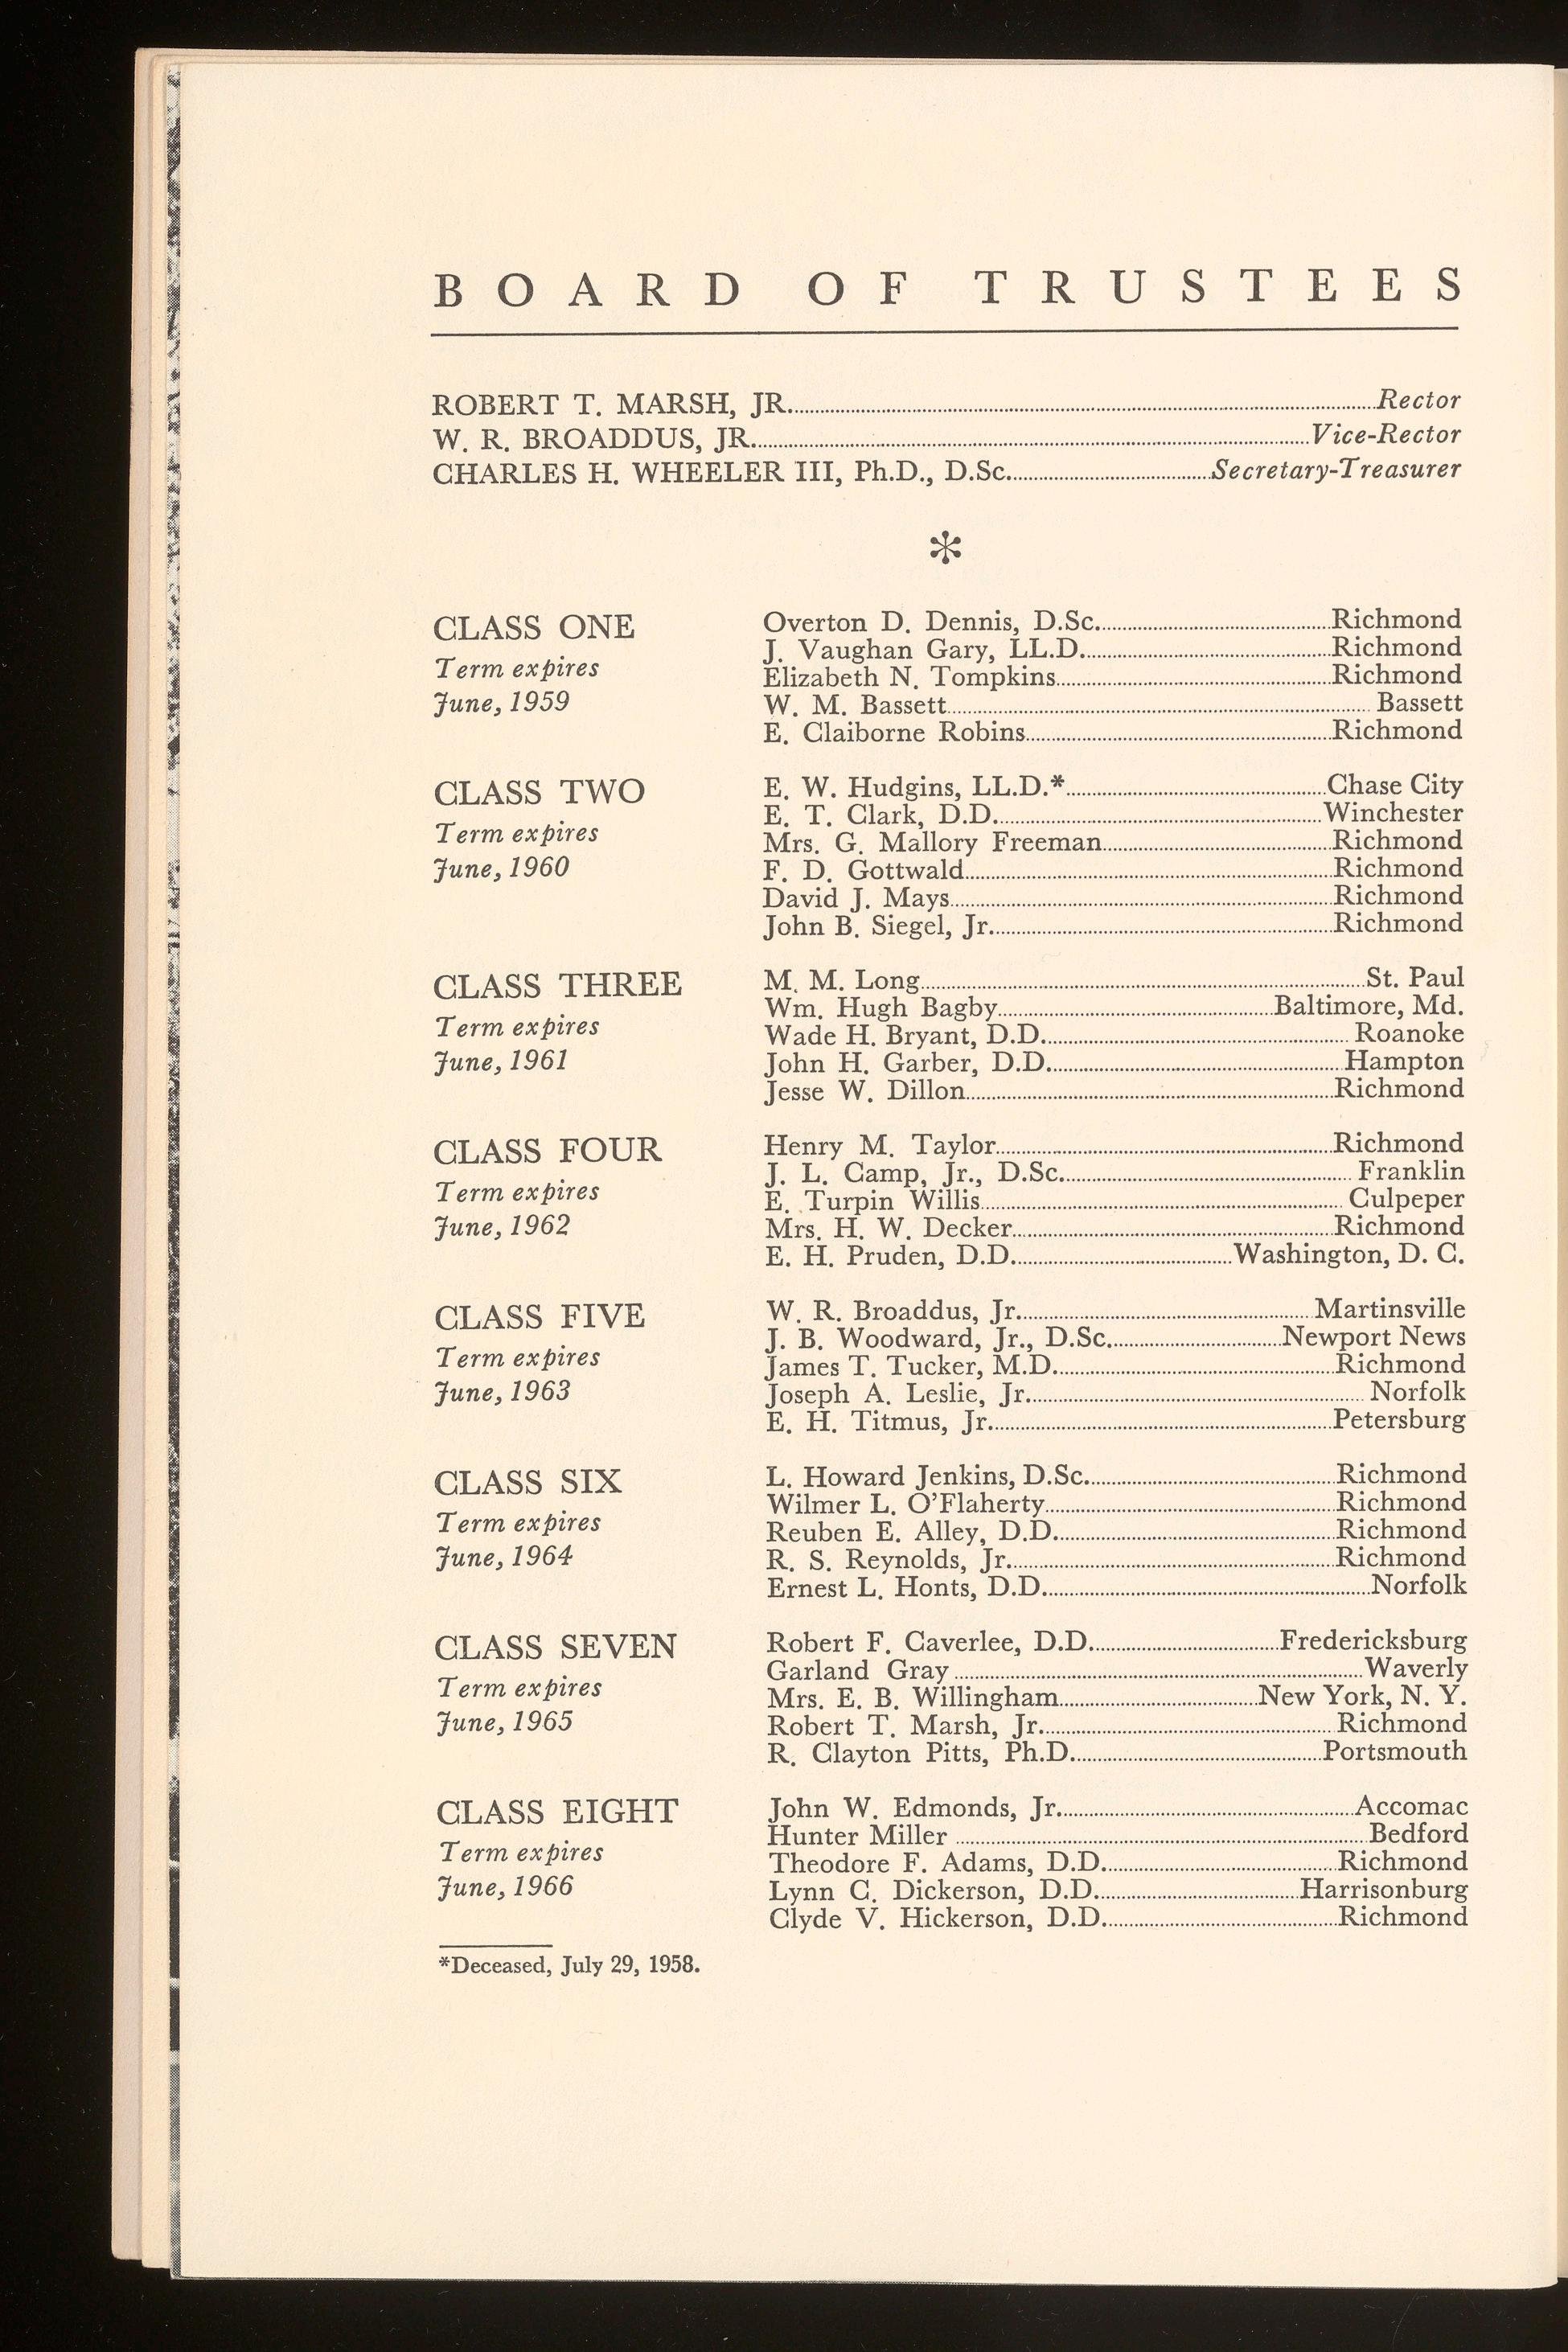 BOARD OF TRUSTEES
ROBERT T. MARSH, JR. Rector
W. R. BROADDUS, JR. Vice-Rector
CHARLES H. WHEELER III, Ph.D., D.Sc. Secretary-Treasurer
*
CLASS ONE
Term expires
June, 1959
Overton D. Dennis, D.Sc. Richmond
J. Vaughan Gary, LL.D. Richmond
Elizabeth N. Tompkins Richmond
W. M. Bassett Bassett
E. Claiborne Robins Richmond
CLASS TWO
Term expires
June, 1960
E. W. Hudgins, LL.D.* Chase City
E. T. Clark, D.D. Winchester
Mrs. G. Mallory Freeman Richmond
F. D. Gottwald Richmond
David J. Mays Richmond
John B. Siegel, Jr. Richmond
CLASS THREE
Term expires
June, 1961
M. M. Long St. Paul
Wm. Hugh Bagby Baltimore, Md.
Wade H. Bryant, D.D. Roanoke
John H. Garber, D.D. Hampton
Jesse W. Dillon Richmond
CLASS FOUR
Term expires
June, 1962
Henry M. Taylor Richmond
J. L. Camp, Jr., D.Sc. Franklin
E. Turpin Willis Culpeper
Mrs. H. W. Decker Richmond
E. H. Pruden, D.D. Washington, D. C.
CLASS FIVE
Term expires
June, 1963
W. R. Broaddus, Jr. Martinsville
J. B. Woodward, Jr., D.Sc. Newport News
James T. Tucker, M.D. Richmond
Joseph A. Leslie, Jr. Norfolk
E. H. Titmus, Jr. Petersburg
CLASS SIX
Term expires
June, 1964
L. Howard Jenkins, D.Sc. Richmond
Wilmer L. O'Flaherty Richmond
Reuben E. Alley, D.D. Richmond
R. S. Reynolds, Jr. Richmond
Ernest L. Honts, D.D. Norfolk
CLASS SEVEN
Term expires
June, 1965
Robert F. Caverlee, D.D. Fredericksburg
Garland Gray Waverly
Mrs. E. B. Willingham New York, N. Y.
Robert T. Marsh, Jr. Richmond
R. Clayton Pitts, Ph.D. Portsmouth
CLASS EIGHT
Term expires
June, 1966
John W. Edmonds, Jr. Accomac
Hunter Miller Bedford
Theodore F. Adams, D.D. Richmond
Lynn C. Dickerson, D.D. Harrisonburg
Clyde V. Hickerson, D.D. Richmond
*Deceased, July 29, 1958.